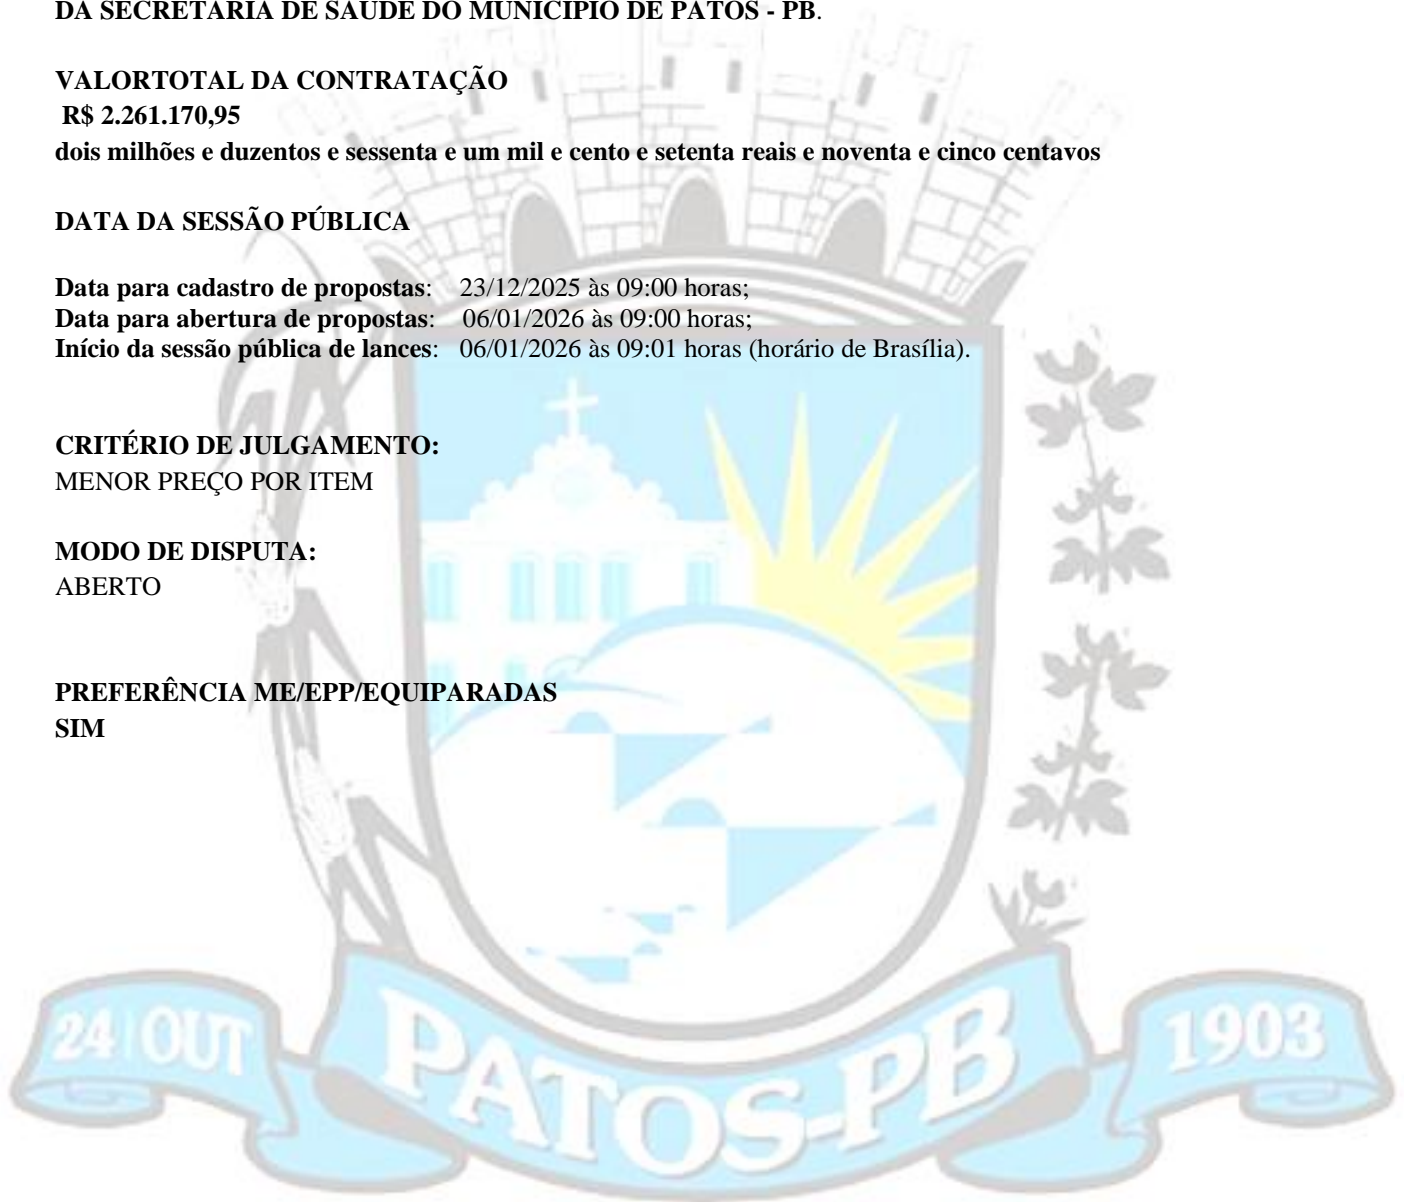 DA SECRETARIA DE SAÚDE DO MUNICÍPIO DE PATOS - PB.
VALORTOTAL DA CONTRATAÇÃO
R$ 2.261.170,95
dois milhões e duzentos e sessenta e um mil e cento e setenta reais e noventa e cinco centavos
DATA DA SESSÃO PÚBLICA
Data para cadastro de propostas: 23/12/2025 às 09:00 horas;
Data para abertura de propostas: 06/01/2026 às 09:00 horas;
Início da sessão pública de lances: 06/01/2026 às 09:01 horas (horário de Brasília).
CRITÉRIO DE JULGAMENTO:
MENOR PREÇO POR ITEM
MODO DE DISPUTA:
ABERTO
PREFERÊNCIA ME/EPP/EQUIPARADAS
SIM
24 OUT PATOS-PB 1903